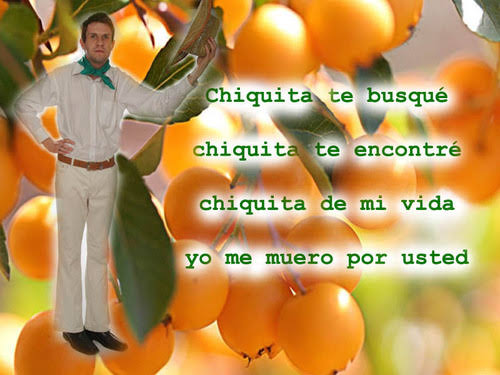 Chiquita te busqué
chiquita te encontré
chiquita de mi vida
yo me muero por usted